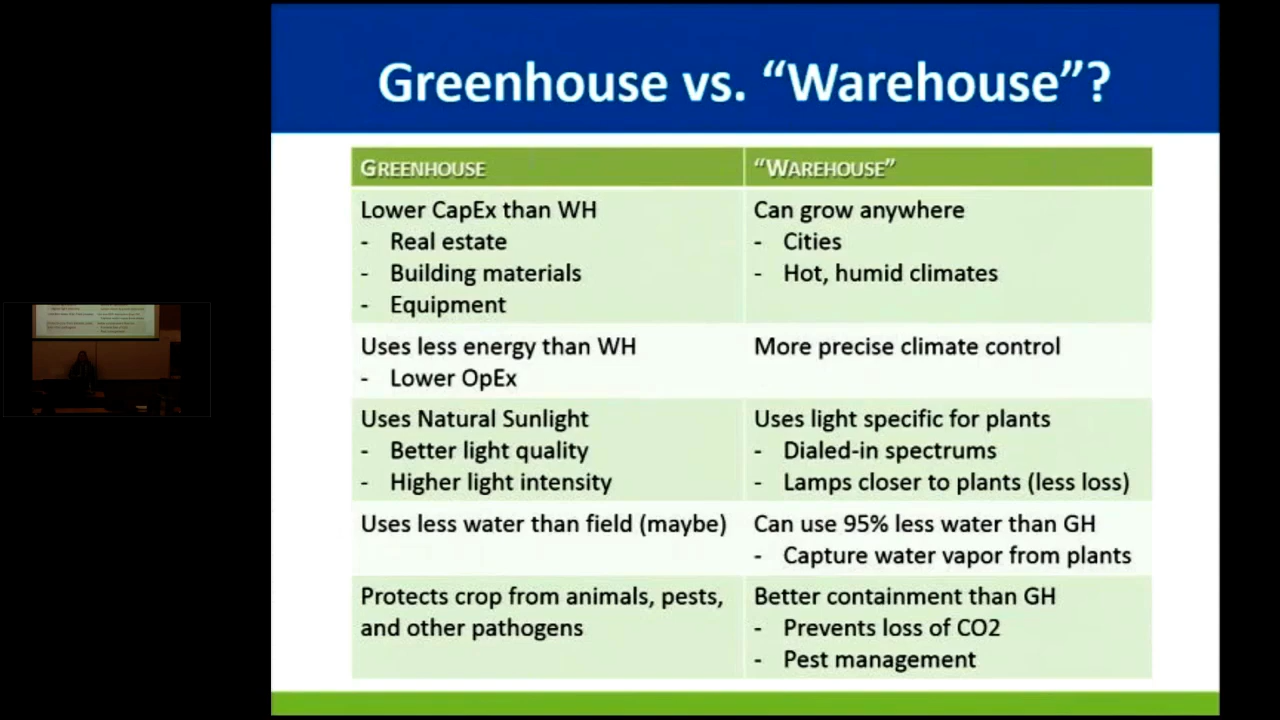 Greenhouse vs. “Warehouse”?
GREENHOUSE
“WAREHOUSE”
Lower CapEx than WH
- Real estate
- Building materials
- Equipment
Can grow anywhere
- Cities
- Hot, humid climates
Uses less energy than WH
- Lower OpEx
More precise climate control
Uses Natural Sunlight
- Better light quality
- Higher light intensity
Uses light specific for plants
- Dialed-in spectrums
- Lamps closer to plants (less loss)
Uses less water than field (maybe)
Can use 95% less water than GH
- Capture water vapor from plants
Protects crop from animals, pests,
and other pathogens
Better containment than GH
- Prevents loss of CO2
- Pest management